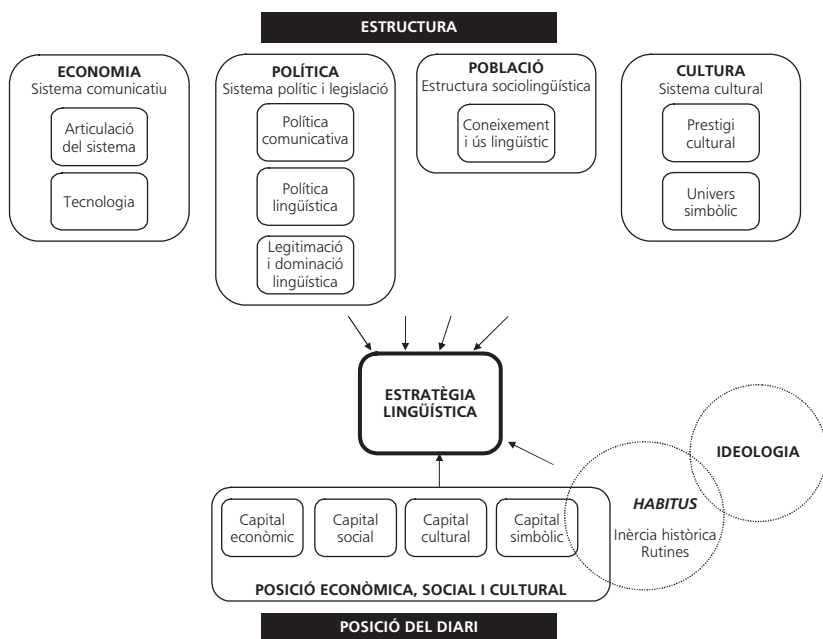 ESTRUCTURA
ECONOMIA
Sistema comunicatiu
Articulació
del sistema
Tecnologia
POLÍTICA
Sistema polític i legislació
Política
comunicativa
Política
lingüística
Legitimació
i dominació
lingüística
POBLACIÓ
Estructura sociolingüística
Coneixement
i ús lingüístic
CULTURA
Sistema cultural
Prestigi
cultural
Univers
simbòlic
ESTRATÈGIA
LINGÜÍSTICA
IDEOLOGIA
HABITUS
Inèrcia històrica
Rutines
Capital
econòmic
Capital
social
Capital
cultural
Capital
simbòlic
POSICIÓ ECONÒMICA, SOCIAL I CULTURAL
POSICIÓ DEL DIARI